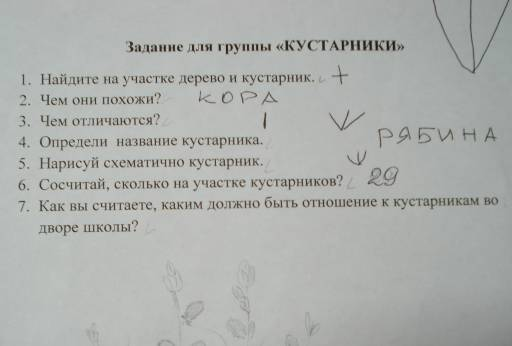 Задание для группы «КУСТАРНИКИ»
1. Найдите на участке дерево и кустарник. +
2. Чем они похожи? КОРА
3. Чем отличаются? 1
4. Определи название кустарника. РЯБИНА
5. Нарисуй схематично кустарник.
6. Сосчитай, сколько на участке кустарников? 29
7. Как вы считаете, каким должно быть отношение к кустарникам во
дворе школы?